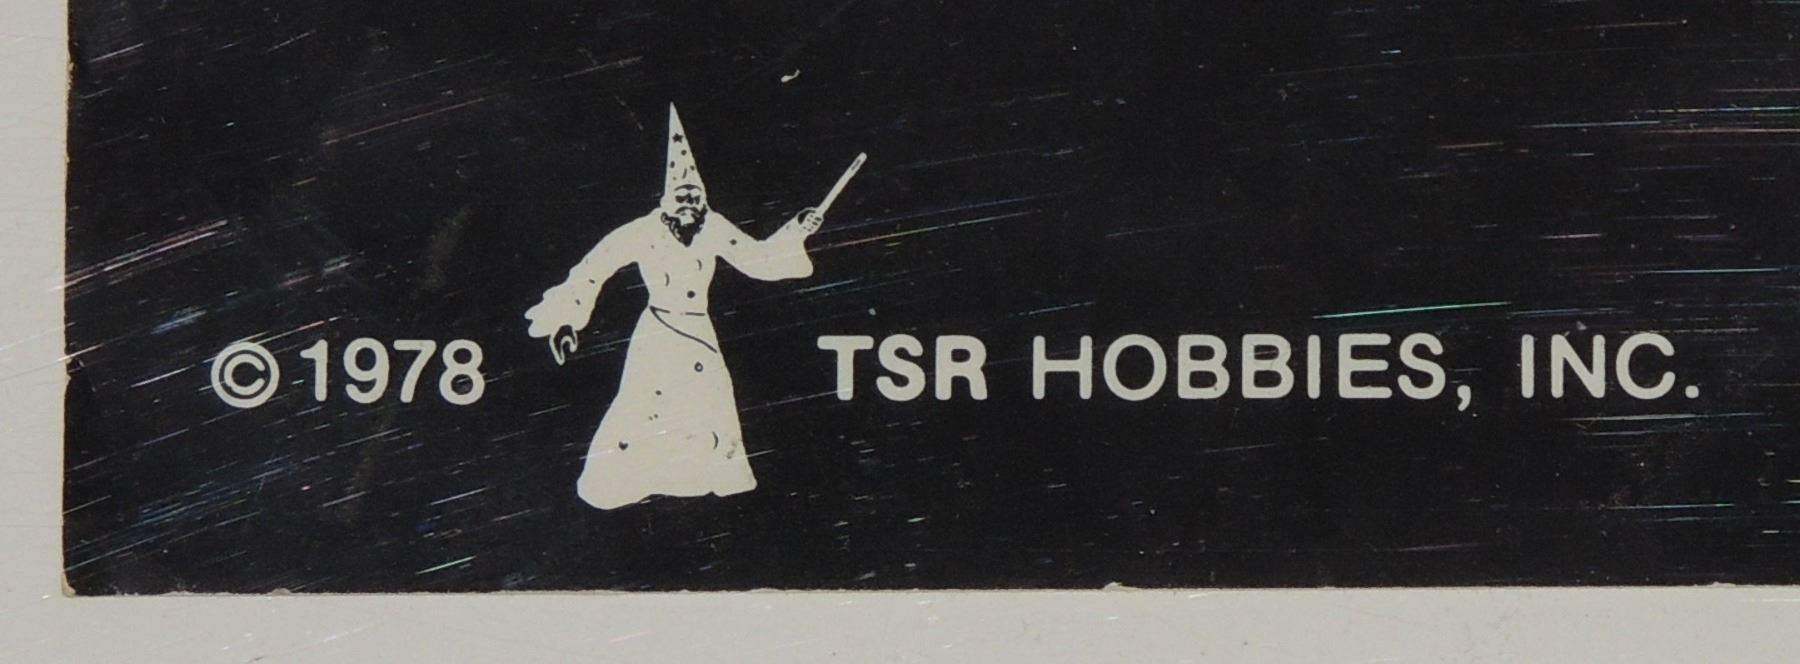 ©1978 TSR HOBBIES, INC.